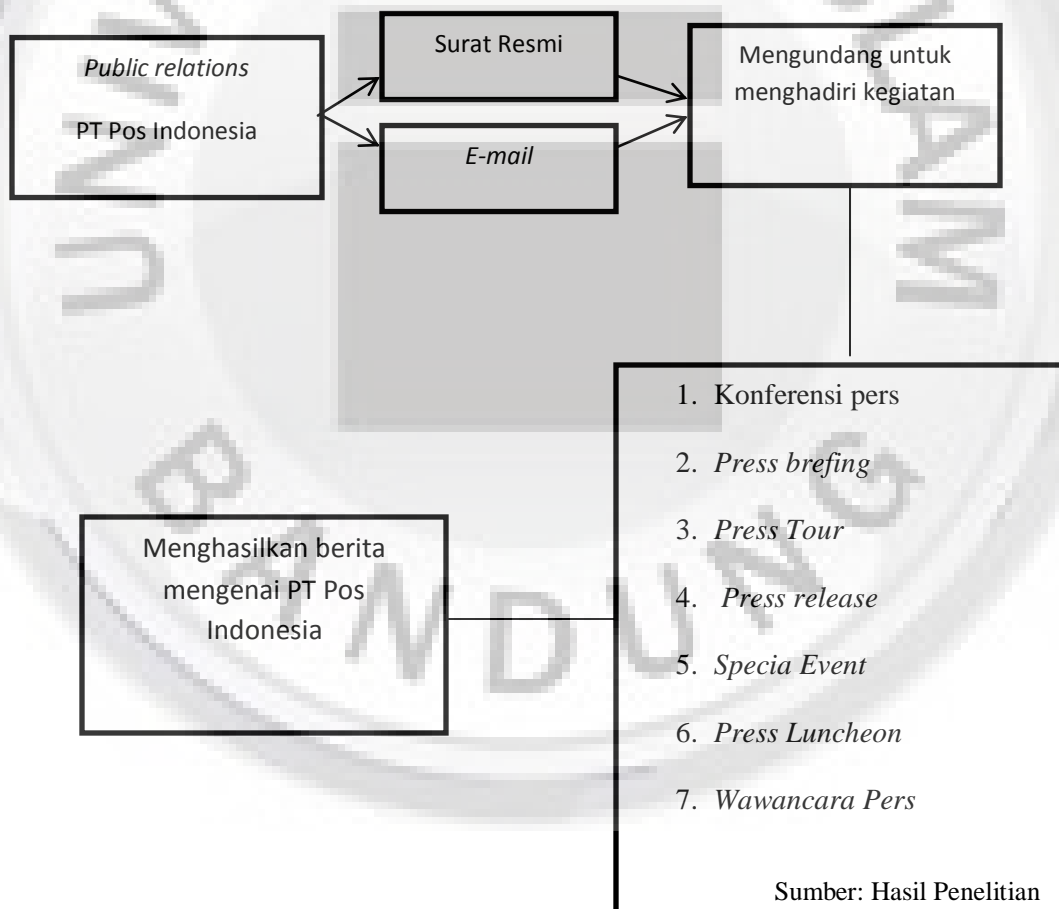 Public relations
PT Pos Indonesia
Surat Resmi
E-mail
Mengundang untuk
menghadiri kegiatan
1. Konferensi pers
2. Press brefing
3. Press Tour
4. Press release
5. Specia Event
6. Press Luncheon
7. Wawancara Pers
Menghasilkan berita
mengenai PT Pos
Indonesia
Sumber: Hasil Penelitian
BANDUNG